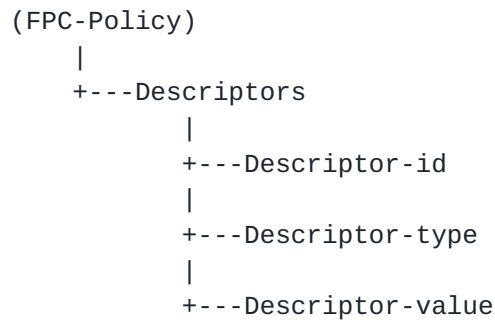 (FPC-Policy)
    |
    +---Descriptors
            |
            +---Descriptor-id
            |
            +---Descriptor-type
            |
            +---Descriptor-value